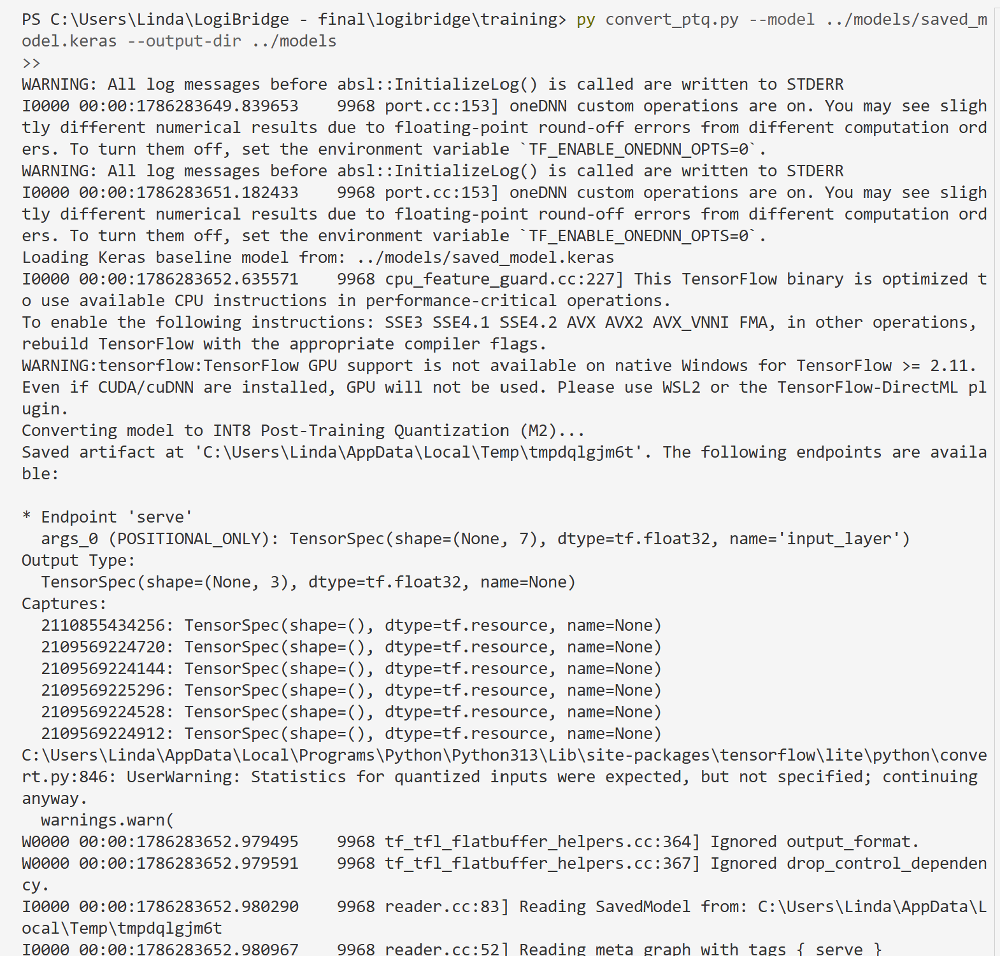 PS C:\Users\Linda\LogiBridge - final\logibridge\training> py convert_ptq.py --model ../models/saved_m
odel.keras --output-dir ../models
>>
WARNING: All log messages before absl::InitializeLog() is called are written to STDERR
I0000 00:00:1786283649.839653    9968 port.cc:153] oneDNN custom operations are on. You may see sligh
tly different numerical results due to floating-point round-off errors from different computation ord
ers. To turn them off, set the environment variable `TF_ENABLE_ONEDNN_OPTS=0`.
WARNING: All log messages before absl::InitializeLog() is called are written to STDERR
I0000 00:00:1786283651.182433    9968 port.cc:153] oneDNN custom operations are on. You may see sligh
tly different numerical results due to floating-point round-off errors from different computation ord
ers. To turn them off, set the environment variable `TF_ENABLE_ONEDNN_OPTS=0`.
Loading Keras baseline model from: ../models/saved_model.keras
I0000 00:00:1786283652.635571    9968 cpu_feature_guard.cc:227] This TensorFlow binary is optimized t
o use available CPU instructions in performance-critical operations.
To enable the following instructions: SSE3 SSE4.1 SSE4.2 AVX AVX2 AVX_VNNI FMA, in other operations,
rebuild TensorFlow with the appropriate compiler flags.
WARNING:tensorflow:TensorFlow GPU support is not available on native Windows for TensorFlow >= 2.11.
Even if CUDA/cuDNN are installed, GPU will not be used. Please use WSL2 or the TensorFlow-DirectML pl
ugin.
Converting model to INT8 Post-Training Quantization (M2)...
Saved artifact at 'C:\Users\Linda\AppData\Local\Temp\tmpdqlgjm6t'. The following endpoints are availa
ble:

* Endpoint 'serve'
  args_0 (POSITIONAL_ONLY): TensorSpec(shape=(None, 7), dtype=tf.float32, name='input_layer')
Output Type:
  TensorSpec(shape=(None, 3), dtype=tf.float32, name=None)
Captures:
  2110855434256: TensorSpec(shape=(), dtype=tf.resource, name=None)
  2109569224720: TensorSpec(shape=(), dtype=tf.resource, name=None)
  2109569224144: TensorSpec(shape=(), dtype=tf.resource, name=None)
  2109569225296: TensorSpec(shape=(), dtype=tf.resource, name=None)
  2109569224528: TensorSpec(shape=(), dtype=tf.resource, name=None)
  2109569224912: TensorSpec(shape=(), dtype=tf.resource, name=None)
C:\Users\Linda\AppData\Local\Programs\Python\Python313\Lib\site-packages\tensorflow\lite\python\conve
rt.py:846: UserWarning: Statistics for quantized inputs were expected, but not specified; continuing
anyway.
  warnings.warn(
W0000 00:00:1786283652.979495    9968 tf_tfl_flatbuffer_helpers.cc:364] Ignored output_format.
W0000 00:00:1786283652.979591    9968 tf_tfl_flatbuffer_helpers.cc:367] Ignored drop_control_dependen
cy.
I0000 00:00:1786283652.980290    9968 reader.cc:83] Reading SavedModel from: C:\Users\Linda\AppData\L
ocal\Temp\tmpdqlgjm6t
I0000 00:00:1786283652.980967    9968 reader.cc:52] Reading meta graph with tags { serve }